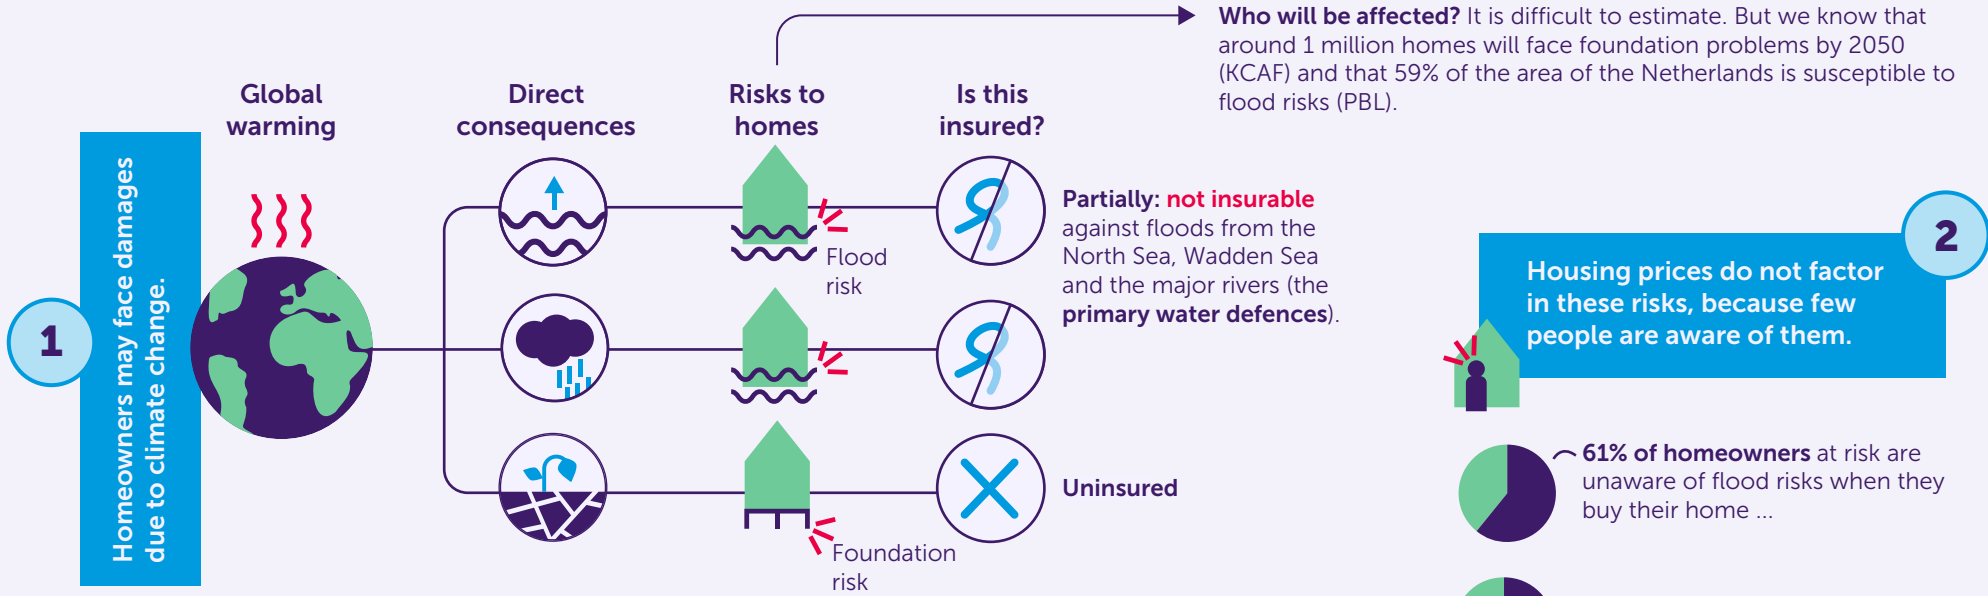 Who will be affected? It is difficult to estimate. But we know that
around 1 million homes will face foundation problems by 2050
(KCAF) and that 59% of the area of the Netherlands is susceptible to
flood risks (PBL).
1
Homeowners may face damages
due to climate change.
Global
warming
Direct
consequences
Risks to
homes
Is this
insured?
Flood
risk
Partially: not insurable
against floods from the
North Sea, Wadden Sea
and the major rivers (the
primary water defences).
Foundation
risk
Uninsured
2
Housing prices do not factor
in these risks, because few
people are aware of them.
61% of homeowners at risk are
unaware of flood risks when they
buy their home ...